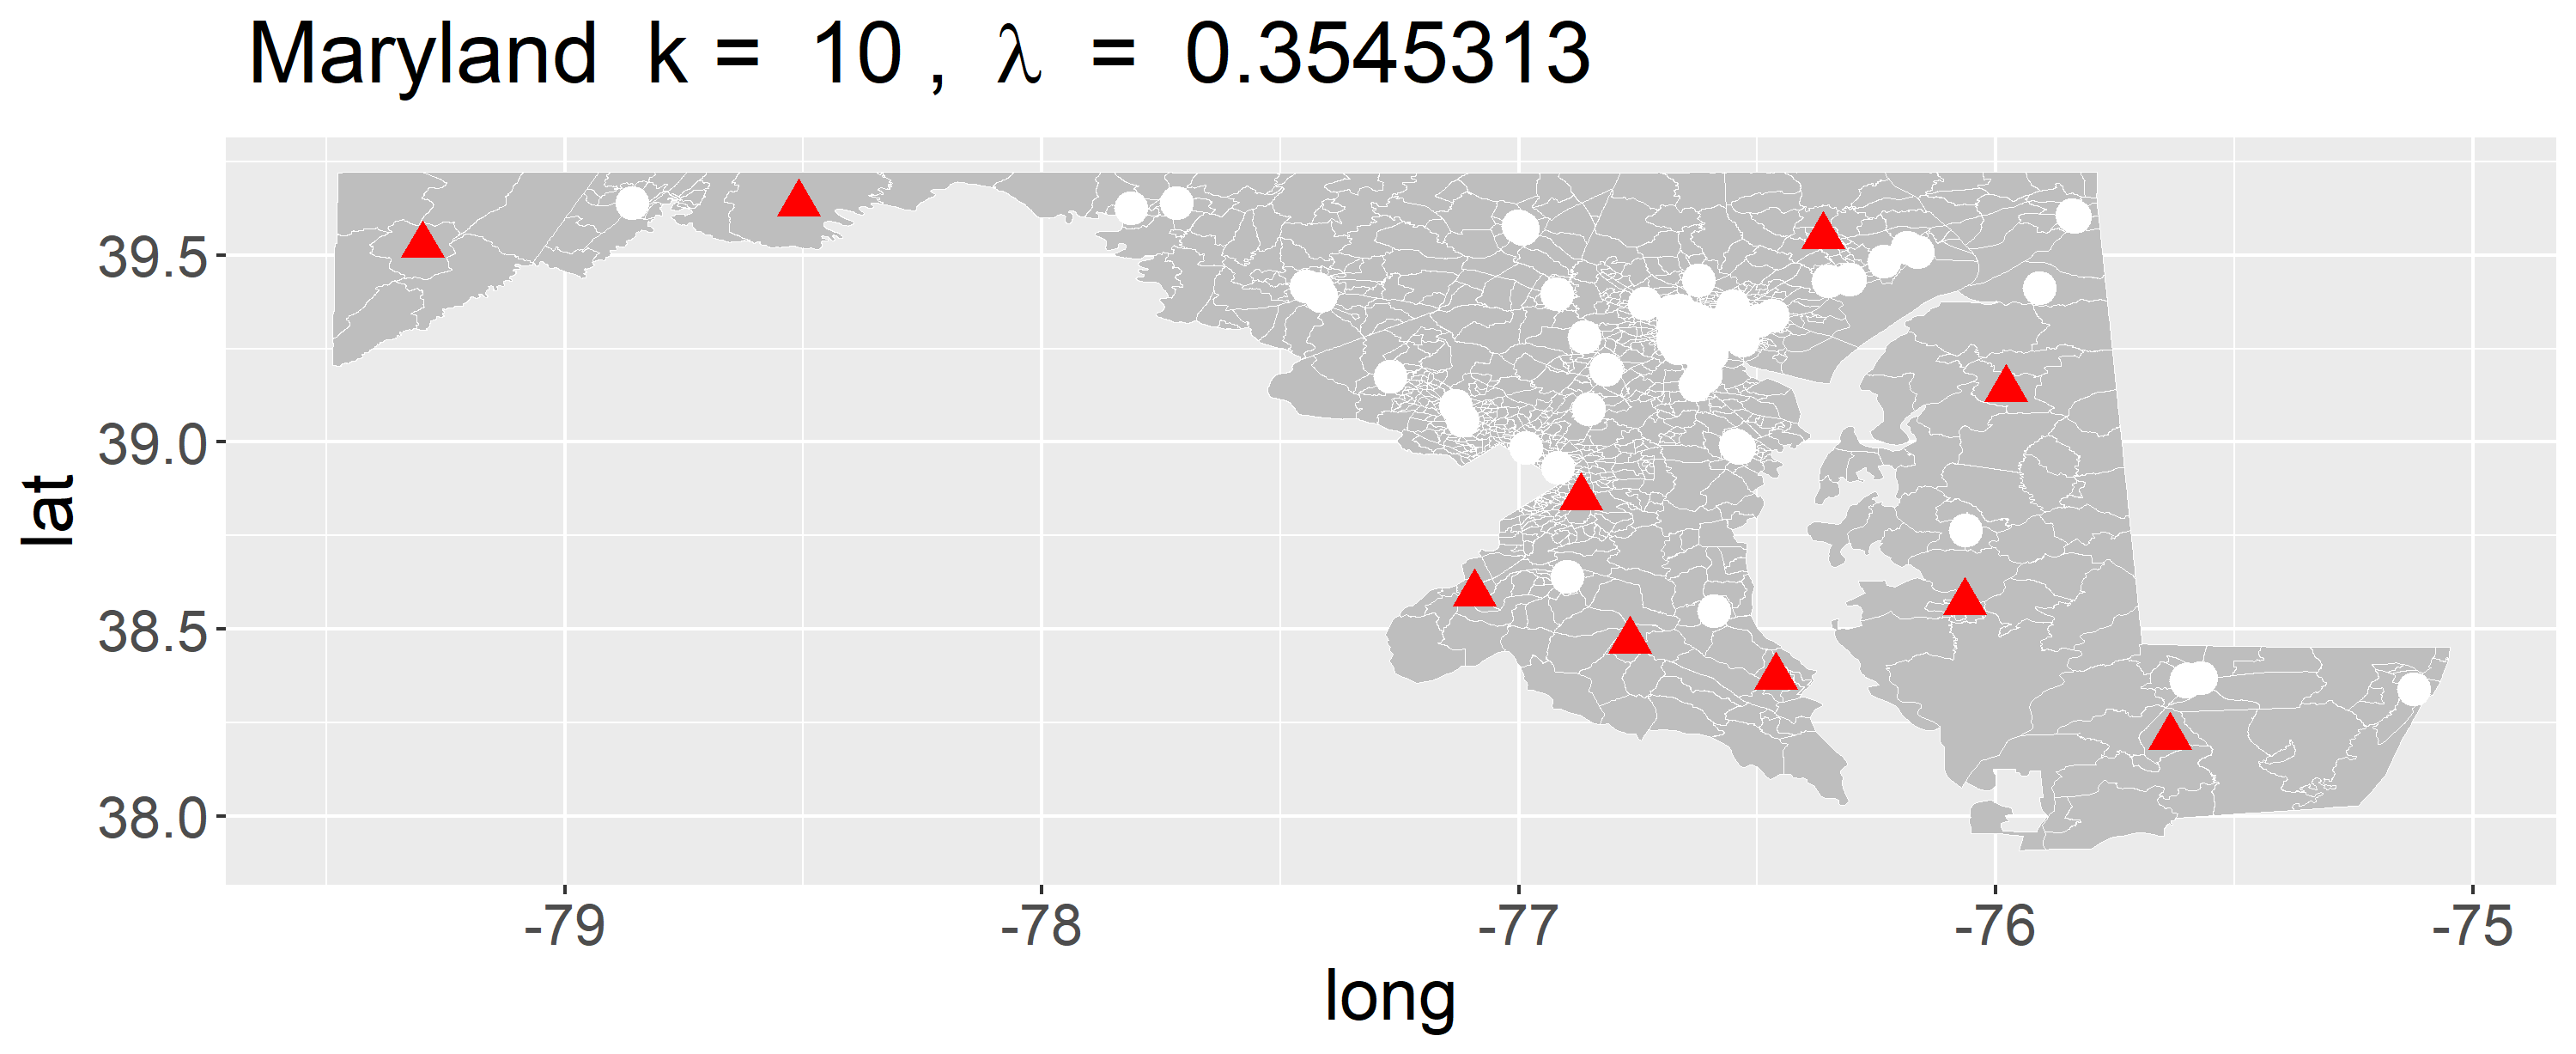 Maryland k = 10 , λ = 0.3545313
lat
39.5
39.0
38.5
38.0
-79 -78 -77 -76 -75
long